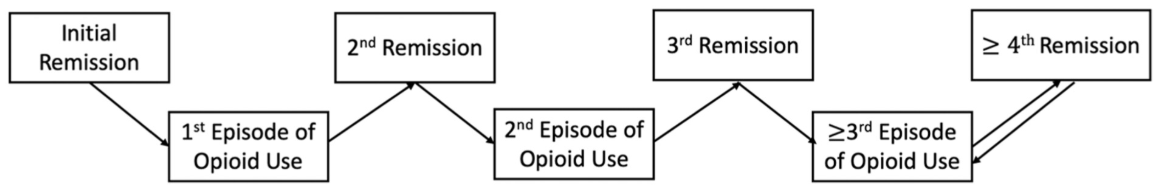 Initial
Remission
1st Episode of
Opioid Use
2nd Remission
2nd Episode of
Opioid Use
3rd Remission
≥3rd Episode
of Opioid Use
≥ 4th Remission